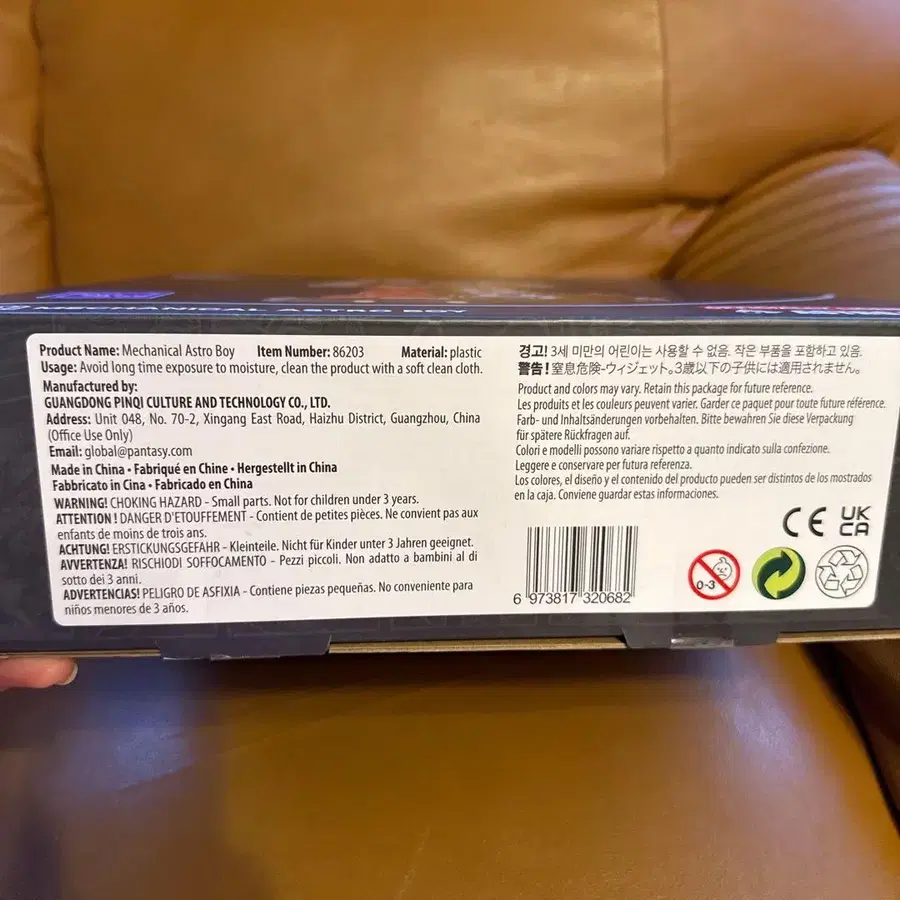 MECHANICAL ASTRO BOY
Product Name: Mechanical Astro Boy Item Number: 86203 Material: plastic
Usage: Avoid long time exposure to moisture, clean the product with a soft clean cloth.
Manufactured by:
GUANGDONG PINQI CULTURE AND TECHNOLOGY CO., LTD.
Address: Unit 048, No. 70-2, Xingang East Road, Haizhu District, Guangzhou, China
(Office Use Only)
Email: global@pantasy.com
Made in China • Fabriqué en Chine • Hergestellt in China
Fabbricato in Cina • Fabricado en China
WARNING! CHOKING HAZARD - Small parts. Not for children under 3 years.
ATTENTION ! DANGER D'ETOUFFEMENT - Contient de petites pièces. Ne convient pas aux
enfants de moins de trois ans.
ACHTUNG! ERSTICKUNGSGEFAHR - Kleinteile. Nicht für Kinder unter 3 Jahren geeignet.
AVVERTENZA! RISCHIODI SOFFOCAMENTO - Pezzi piccoli. Non adatto a bambini al di
sotto dei 3 anni.
ADVERTENCIAS! PELIGRO DE ASFIXIA - Contiene piezas pequeñas. No conveniente para
niños menores de 3 años.
경고! 3세 미만의 어린이는 사용할 수 없음. 작은 부품을 포함하고 있음.
警告! 窒息危険-ウィジェット。3歳以下の子供には適用されません。
Product and colors may vary. Retain this package for future reference.
Les produits et les couleurs peuvent varier. Garder ce paquet pour toute future référence.
Farb- und Inhaltsänderungen vorbehalten. Bitte bewahren Sie diese Verpackung
für spätere Rückfragen auf.
Colori e modelli possono variare rispetto a quanto indicato sulla confezione.
Leggere e conservare per futura referenza.
Los colores, el diseño y el contenido del producto pueden ser distintos de los mostrados
en la caja. Conviene guardar estas informaciones.
CE UK
CA
0-3
6 973817 320682